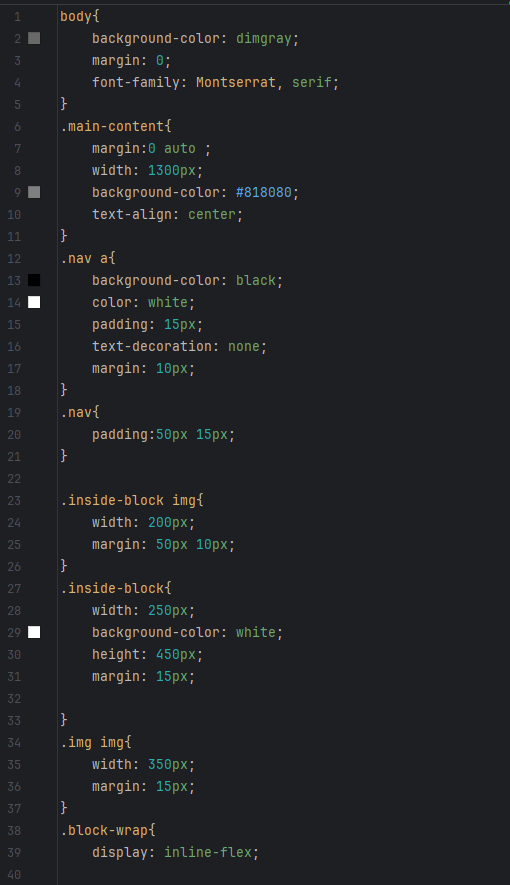 1 body{
2     background-color: dimgray;
3     margin: 0;
4     font-family: Montserrat, serif;
5 }
6 .main-content{
7     margin:0 auto ;
8     width: 1300px;
9     background-color: #818080;
10     text-align: center;
11 }
12 .nav a{
13     background-color: black;
14     color: white;
15     padding: 15px;
16     text-decoration: none;
17     margin: 10px;
18 }
19 .nav{
20     padding:50px 15px;
21 }
22
23 .inside-block img{
24     width: 200px;
25     margin: 50px 10px;
26 }
27 .inside-block{
28     width: 250px;
29     background-color: white;
30     height: 450px;
31     margin: 15px;
32
33 }
34 .img img{
35     width: 350px;
36     margin: 15px;
37 }
38 .block-wrap{
39     display: inline-flex;
40